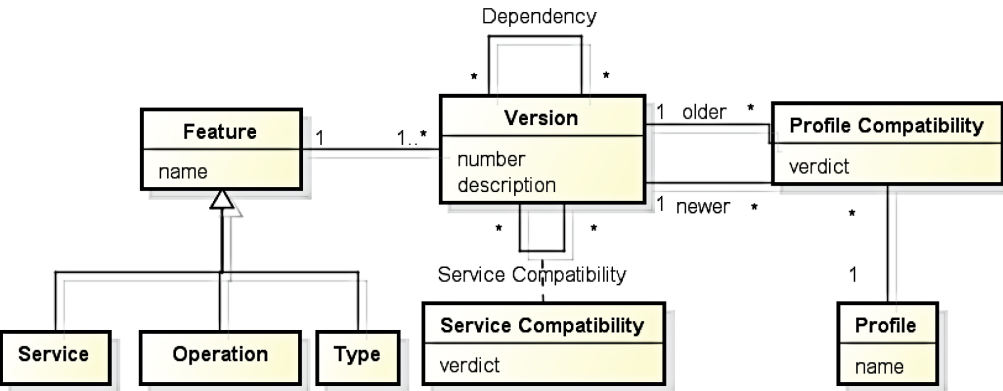 Dependency
* *
Feature
name
1 1..*
Version
number
description
1 older *
1 newer *
Profile Compatibility
verdict
* *
Service Compatibility
*
1
Service
Operation
Type
Service Compatibility
verdict
Profile
name